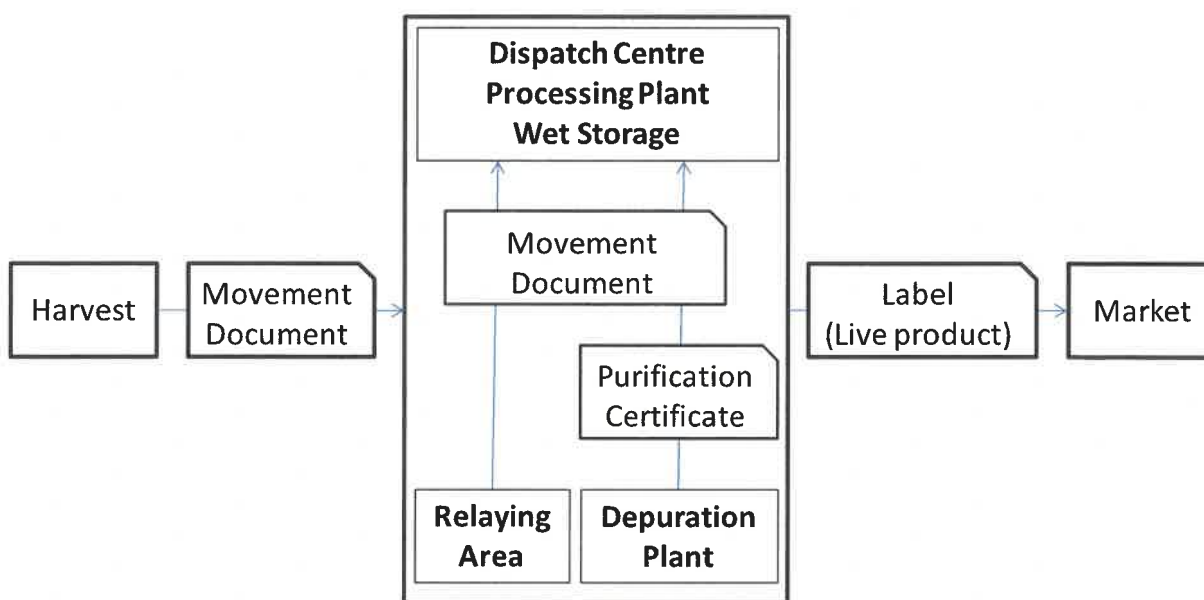 Dispatch Centre
Processing Plant
Wet Storage
Movement
Document
Harvest
Movement
Document
Label
(Live product)
Market
Purification
Certificate
Relaying
Area
Depuration
Plant